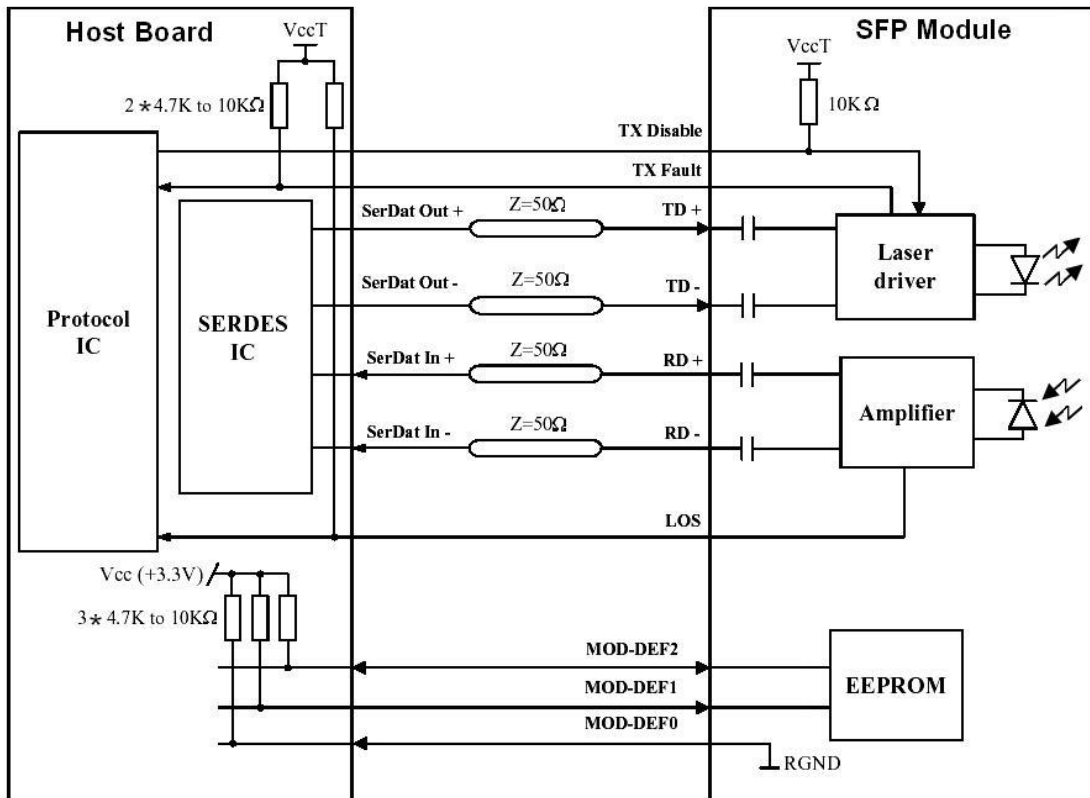 Host Board
SFP Module
VccT
VccT
2*4.7K to 10KΩ
10KΩ
TX Disable
TX Fault
SerDat Out +
Z=50Ω
TD +
SerDat Out -
Z=50Ω
TD -
Laser
driver
Protocol
IC
SERDES
IC
SerDat In +
Z=50Ω
RD +
SerDat In -
Z=50Ω
RD -
Amplifier
LOS
Vcc (+3.3V)
3*4.7K to 10KΩ
MOD-DEF2
MOD-DEF1
MOD-DEF0
EEPROM
RGND